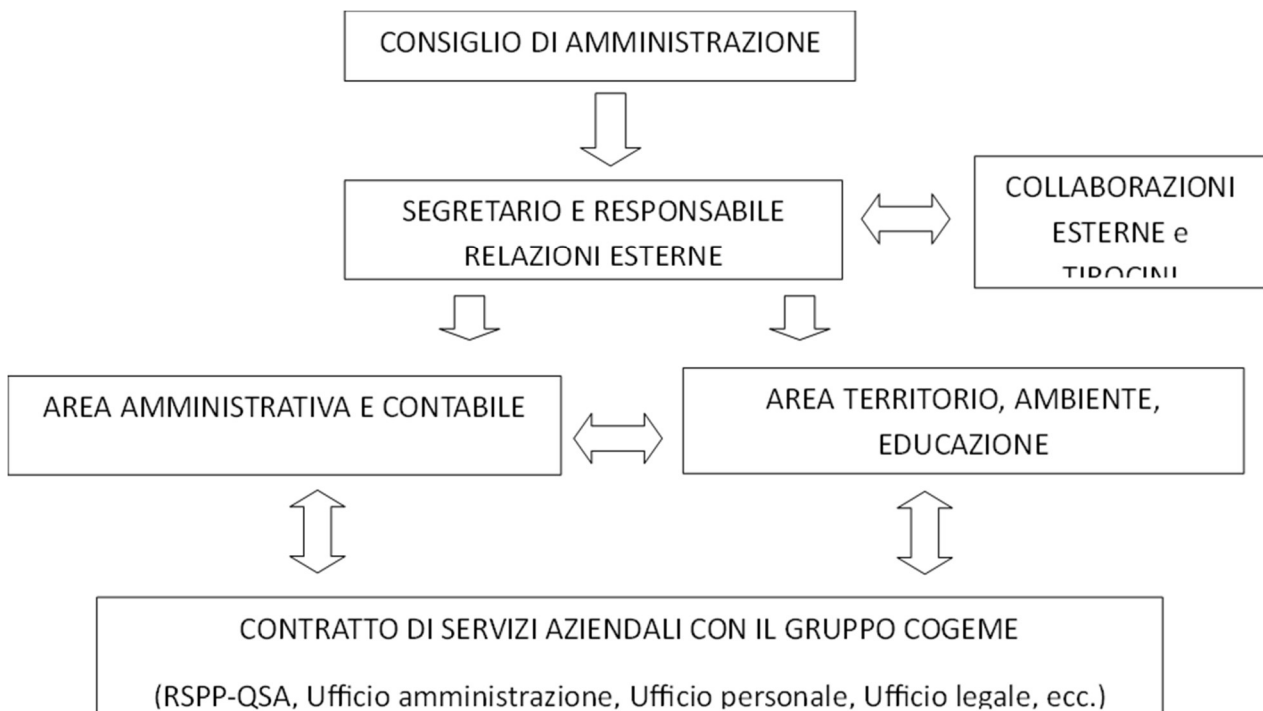 CONSIGLIO DI AMMINISTRAZIONE
SEGRETARIO E RESPONSABILE
RELAZIONI ESTERNE
COLLABORAZIONI
ESTERNE e
TIROCINI
AREA AMMINISTRATIVA E CONTABILE
AREA TERRITORIO, AMBIENTE,
EDUCAZIONE
CONTRATTO DI SERVIZI AZIENDALI CON IL GRUPPO COGEME
(RSPP-QSA, Ufficio amministrazione, Ufficio personale, Ufficio legale, ecc.)